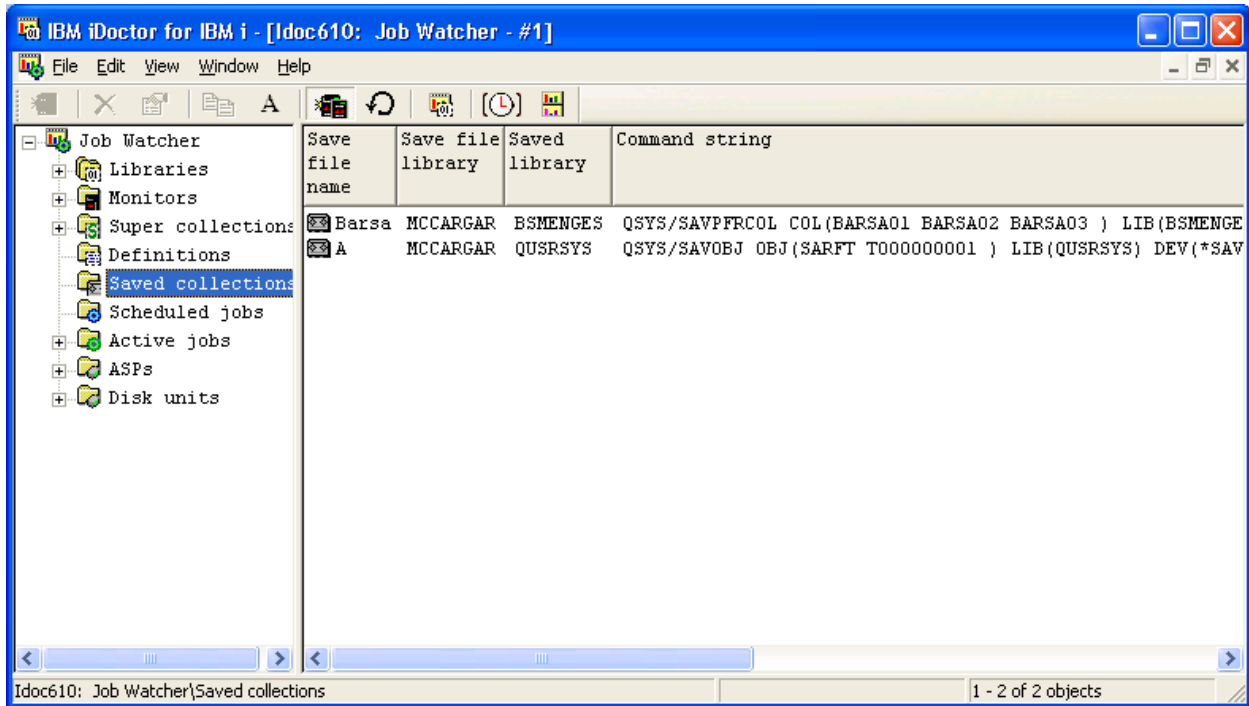 IBM iDoctor for IBM i - [Idoc610: Job Watcher - #1]
File Edit View Window Help
A
Job Watcher
Libraries
Monitors
Super collections
Definitions
Saved collections
Scheduled jobs
Active jobs
ASPs
Disk units
Save file name Save file library Saved library Command string
Barsa MCCARGAR BSMENGES QSYS/SAVPFRCOL COL(BARSA01 BARSA02 BARSA03 ) LIB(BSMENGE
A MCCARGAR QUSRSYS QSYS/SAVOBJ OBJ(SARFT T000000001 ) LIB(QUSRSYS) DEV(*SAV
Idoc610: Job Watcher\Saved collections 1 - 2 of 2 objects